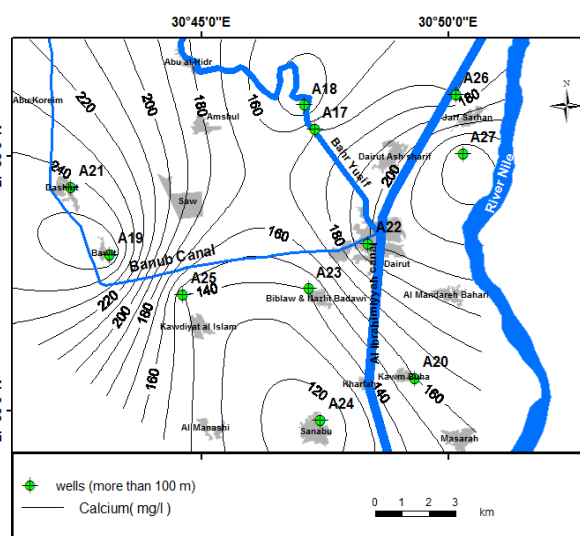 30°45'0"E
30°50'0"E
Abu al-Hidr
A18
A26
180
Abu Koreim
220
200
180
160
Amshul
A17
Jaff Sarhan
Bahr Yusif
Dairut Ash sharif
A27
200
240
A21
Dashlut
Saw
River Nile
A19
160
180
A22
Banub Canal
Dairut
A25
140
A23
Biblaw & Nazlit Badawi
Al Mandareh Bahari
220
200
180
Kawdiyat al Islam
Al Ibrahimiyyah canal
160
A20
Kharfah
Kawm Buha
120
140
160
A24
Al Manashi
Sanabu
Masarah
wells (more than 100 m)
Calcium( mg/l )
0 1 2 3
km